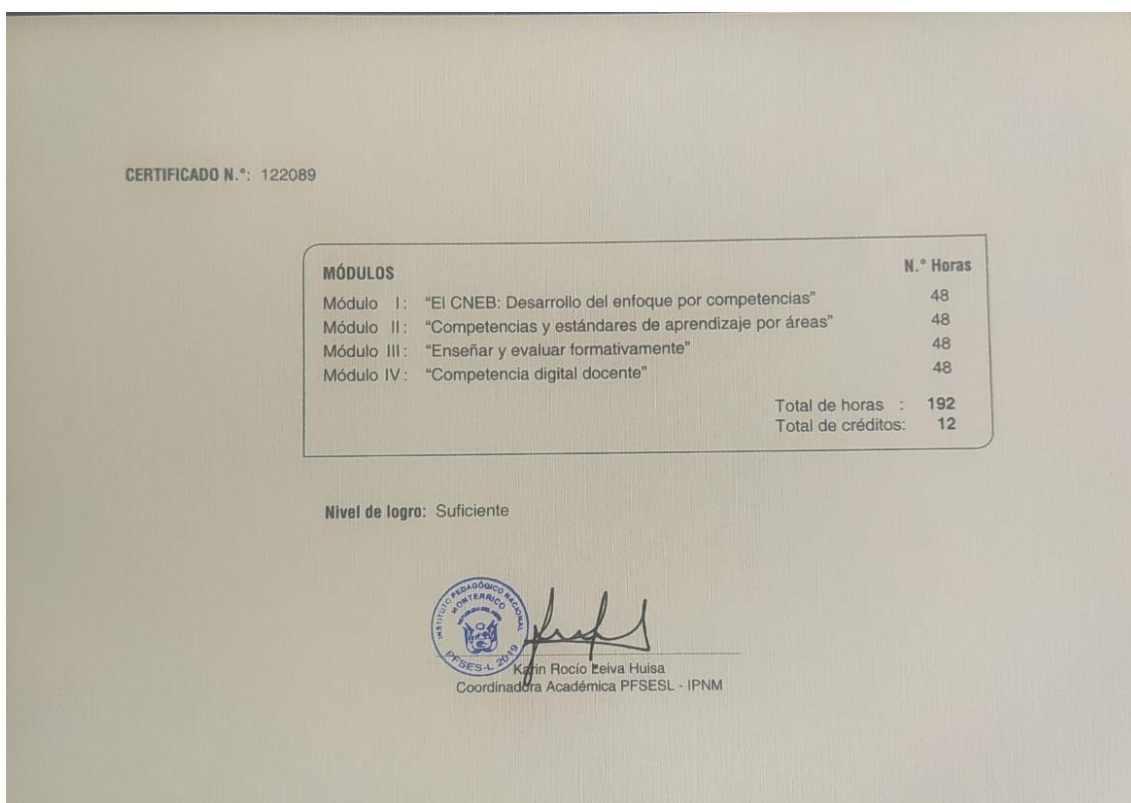 CERTIFICADO N.°: 122089
MÓDULOS N.° Horas
Módulo I: “El CNEB: Desarrollo del enfoque por competencias” 48
Módulo II: “Competencias y estándares de aprendizaje por áreas” 48
Módulo III: “Enseñar y evaluar formativamente” 48
Módulo IV: “Competencia digital docente” 48
Total de horas : 192
Total de créditos: 12
Nivel de logro: Suficiente
INSTITUTO PEDAGÓGICO NACIONAL
MONTERRICO
PFSES-L 2019
Karin Rocío Leiva Huisa
Coordinadora Académica PFSESL - IPNM